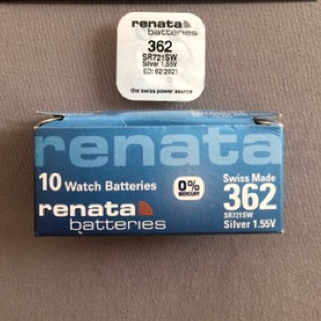 renata
batteries
362
SR721SW
Silver 1.55V
ED: 02/2021
the swiss power source
renata
10 Watch Batteries
0%
MERCURY
Swiss Made
362
SR721SW
Silver 1.55V
renata
batteries